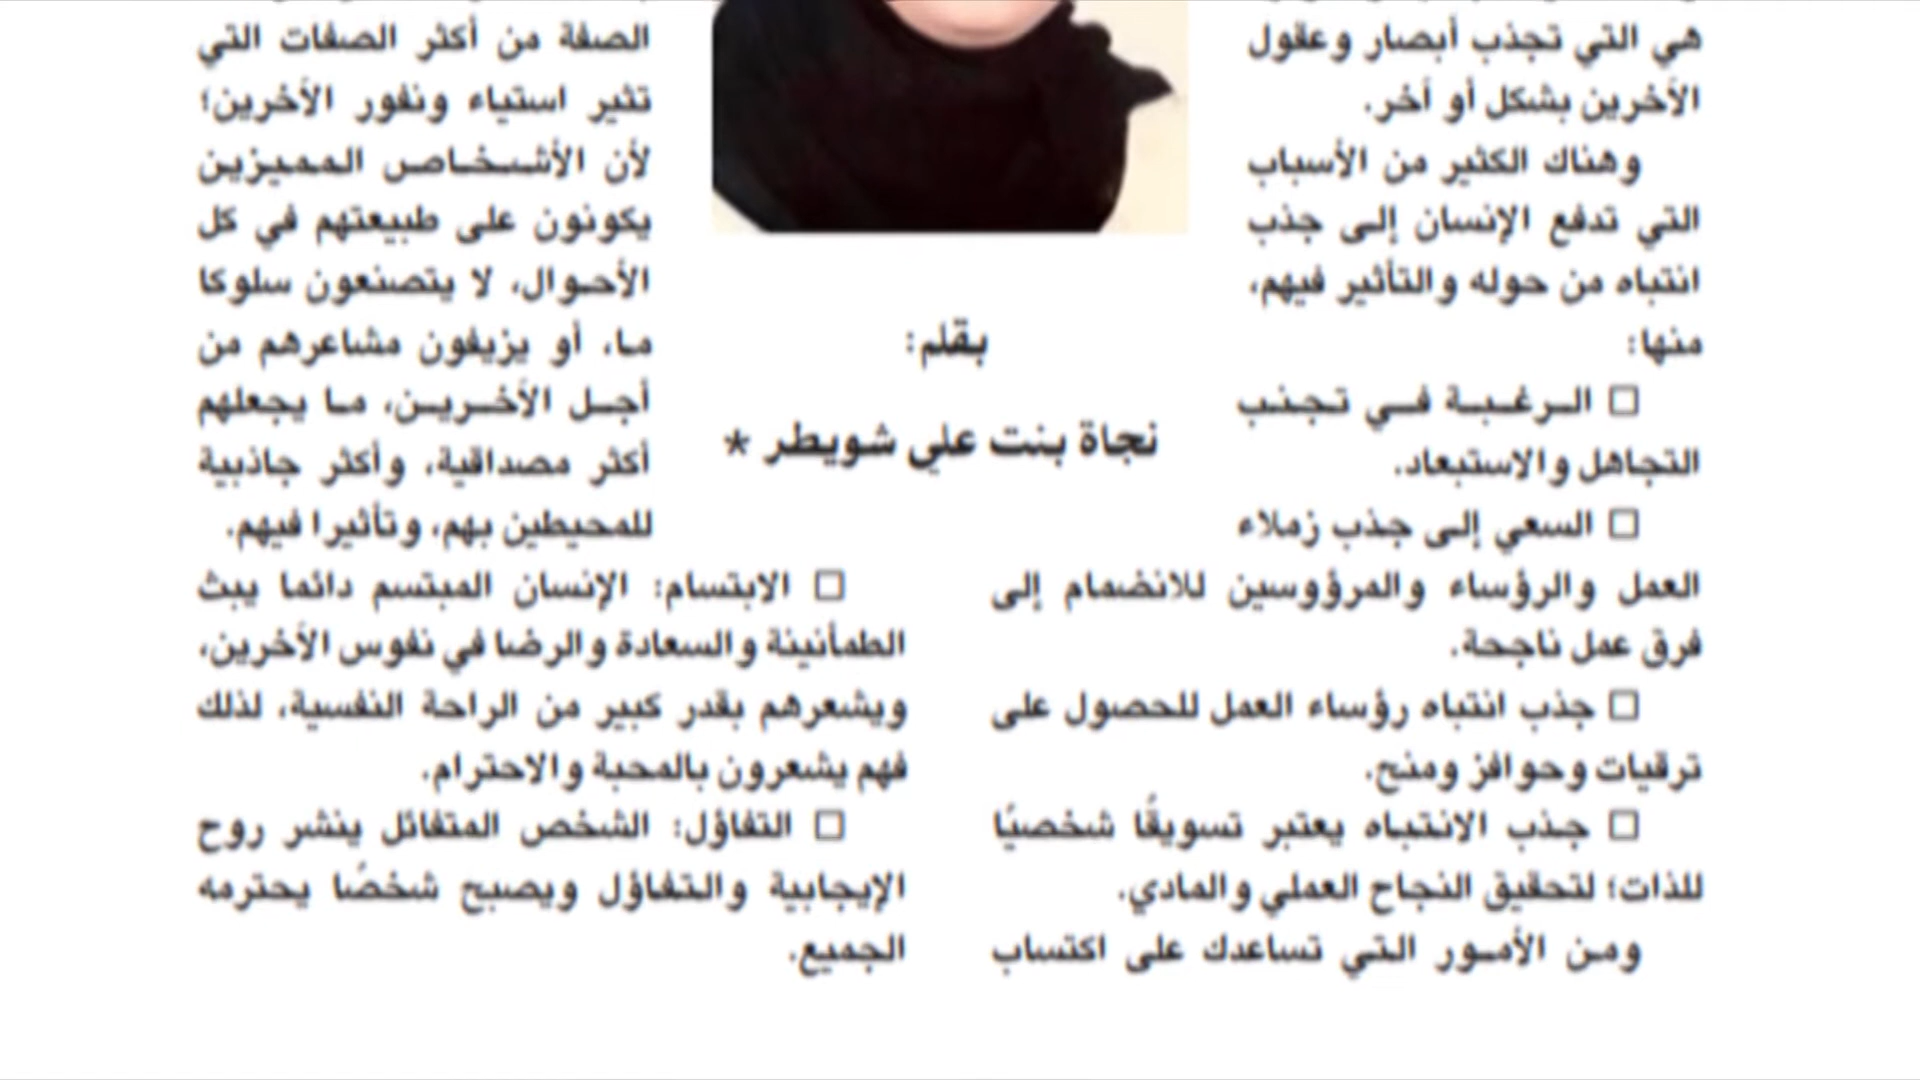 هي التي تجذب أبصار وعقول
الآخرين بشكل أو آخر.
وهناك الكثير من الأسباب
التي تدفع الإنسان إلى جذب
انتباه من حوله والتأثير فيهم،
منها:
□ الرغبة في تجنب
التجاهل والاستبعاد.
□ السعي إلى جذب زملاء
العمل والرؤساء والمرؤوسين للانضمام إلى
فرق عمل ناجحة.
□ جذب انتباه رؤساء العمل للحصول على
ترقيات وحوافز ومنح.
□ جذب الانتباه يعتبر تسويقًا شخصيًا
للذات؛ لتحقيق النجاح العملي والمادي.
ومن الأمور التي تساعدك على اكتساب
بقلم:
نجاة بنت علي شويطر *
الصفة من أكثر الصفات التي
تثير استياء ونفور الآخرين؛
لأن الأشخاص المميزين
يكونون على طبيعتهم في كل
الأحوال، لا يتصنعون سلوكا
ما، أو يزيفون مشاعرهم من
أجل الآخرين، ما يجعلهم
أكثر مصداقية، وأكثر جاذبية
للمحيطين بهم، وتأثيرا فيهم.
□ الابتسام: الإنسان المبتسم دائما يبث
الطمأنينة والسعادة والرضا في نفوس الآخرين،
ويشعرهم بقدر كبير من الراحة النفسية، لذلك
فهم يشعرون بالمحبة والاحترام.
□ التفاؤل: الشخص المتفائل ينشر روح
الإيجابية والتفاؤل ويصبح شخصًا يحترمه
الجميع.